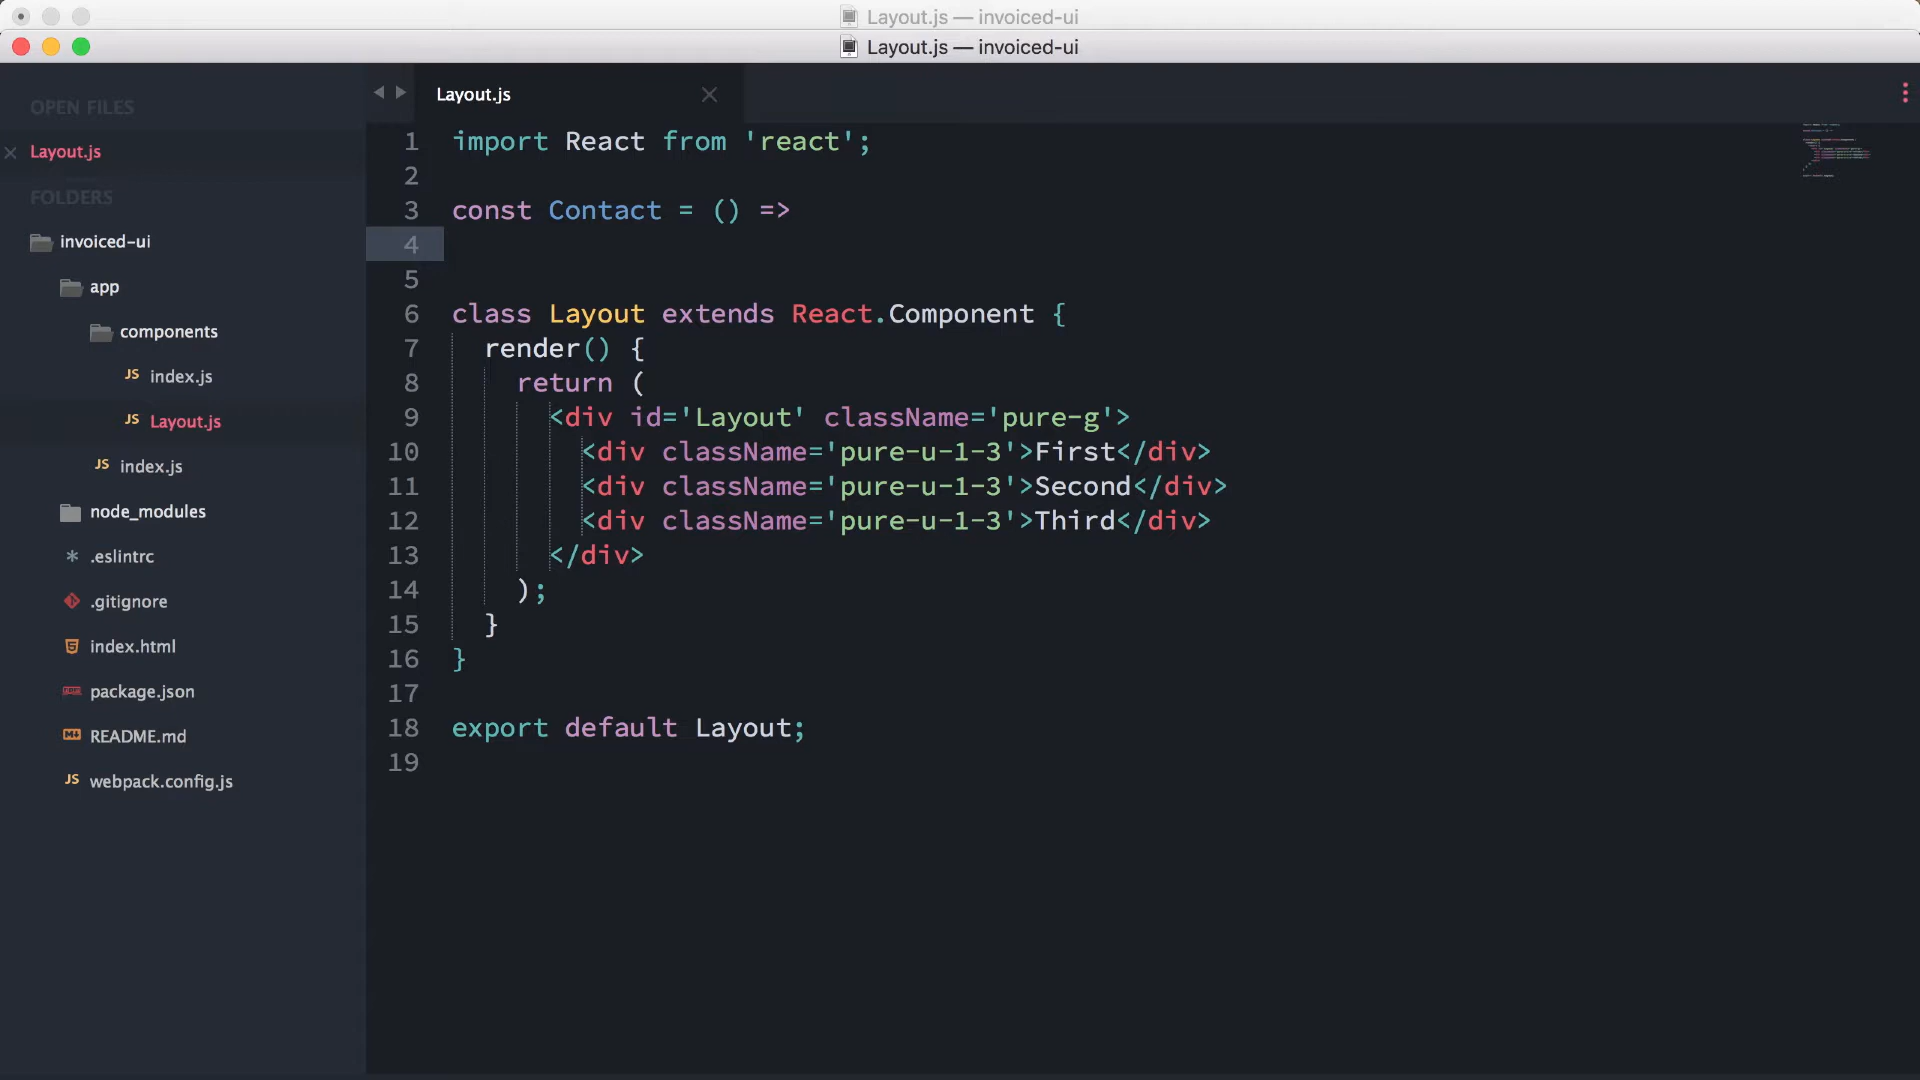 Layout.js — invoiced-ui
Layout.js — invoiced-ui
OPEN FILES
Layout.js
FOLDERS
invoiced-ui
app
components
JS index.js
JS Layout.js
JS index.js
node_modules
.eslintrc
.gitignore
index.html
package.json
README.md
JS webpack.config.js
Layout.js
1 import React from 'react';
2
3 const Contact = () =>
4
5
6 class Layout extends React.Component {
7   render() {
8     return (
9       <div id='Layout' className='pure-g'>
10         <div className='pure-u-1-3'>First</div>
11         <div className='pure-u-1-3'>Second</div>
12         <div className='pure-u-1-3'>Third</div>
13       </div>
14     );
15   }
16 }
17
18 export default Layout;
19